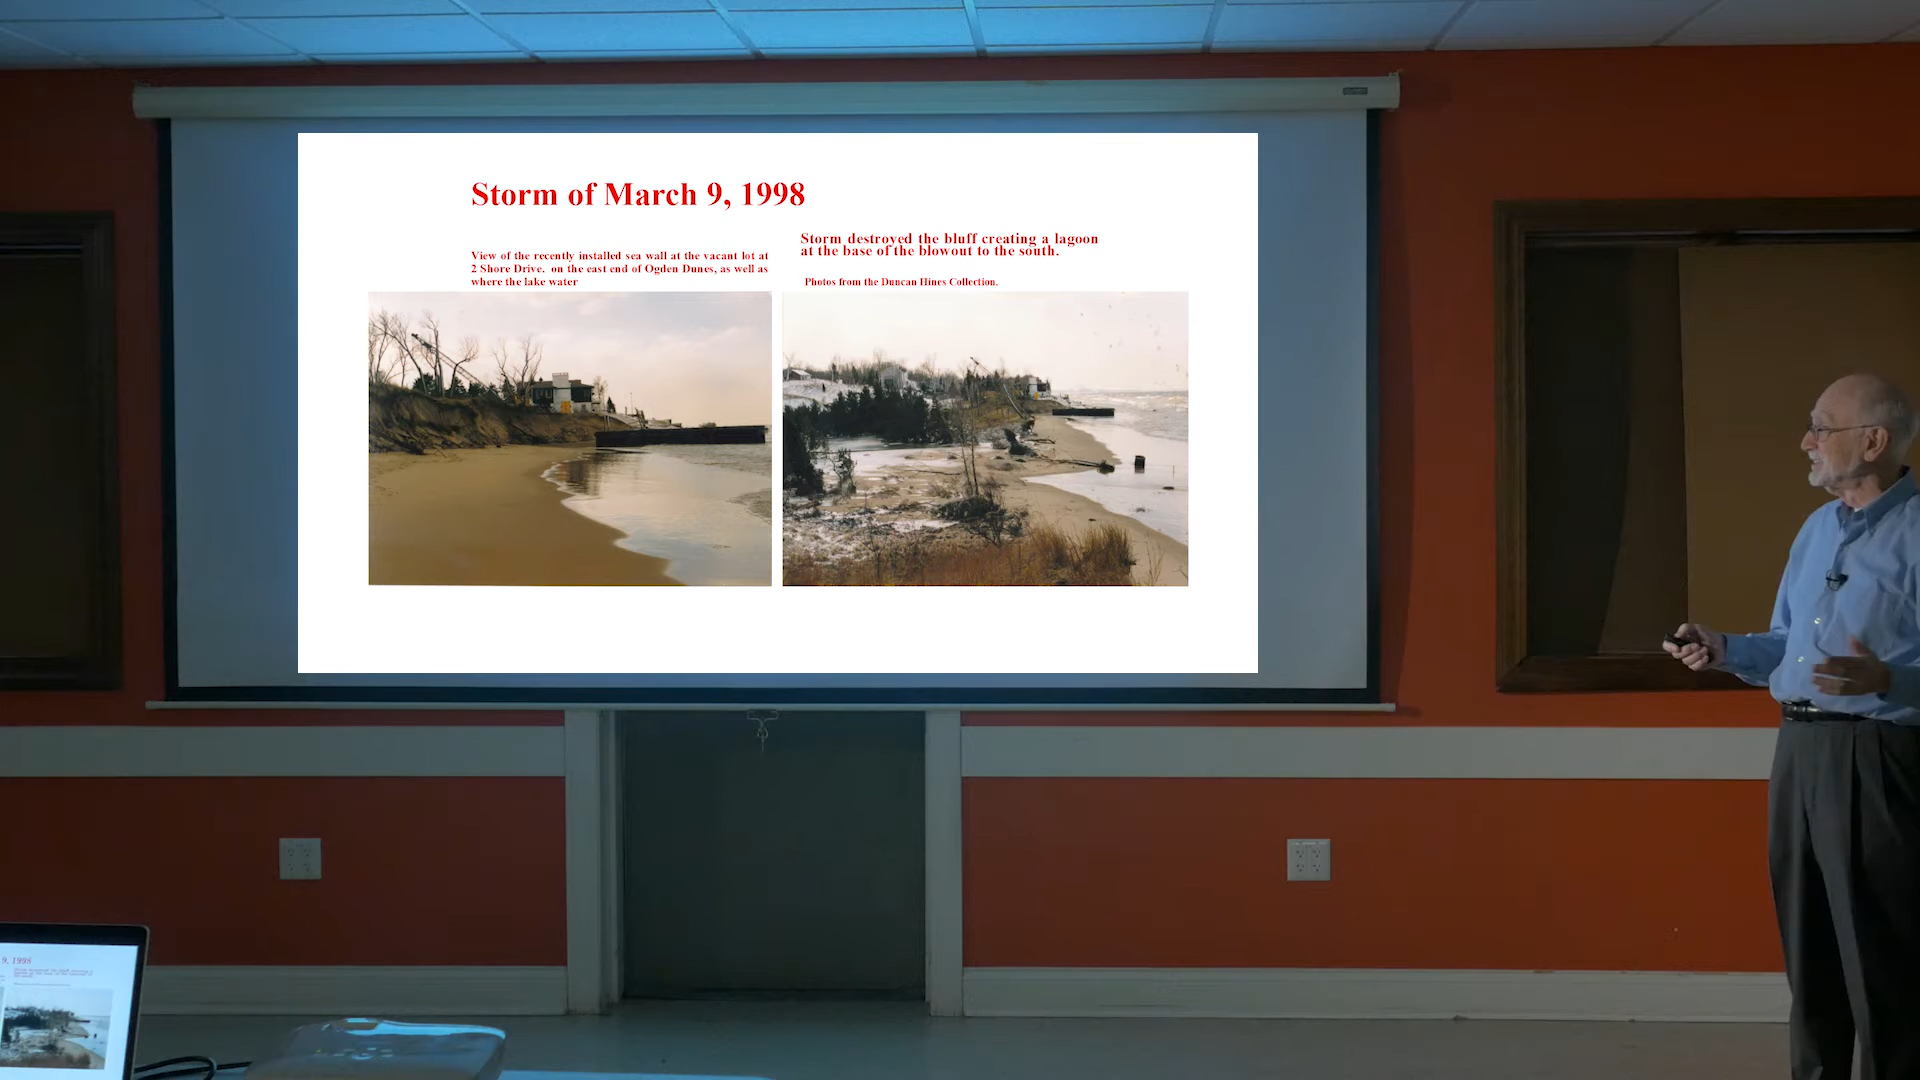 Storm of March 9, 1998
View of the recently installed sea wall at the vacant lot at
2 Shore Drive. on the east end of Ogden Dunes, as well as
where the lake water
Storm destroyed the bluff creating a lagoon
at the base of the blowout to the south.
Photos from the Duncan Hines Collection.
9, 1998